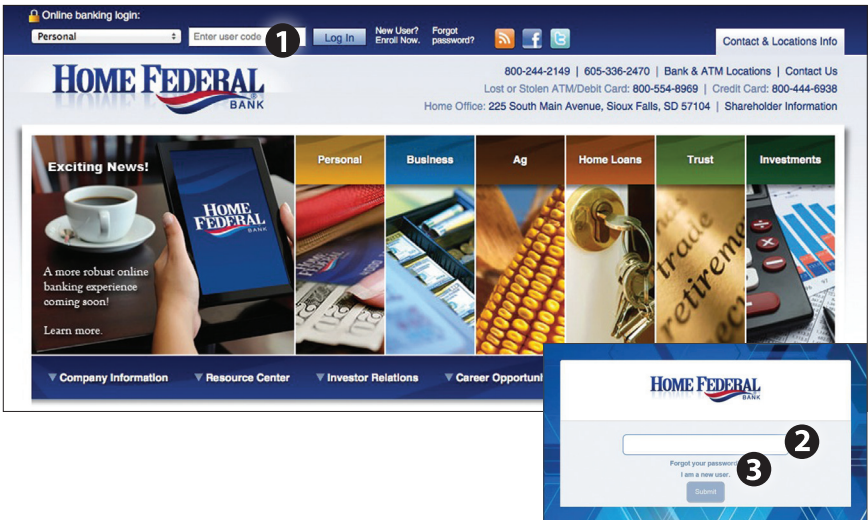 Online banking login:
Personal
Enter user code
1
Log In
New User?
Enroll Now.
Forgot
password?
Contact & Locations Info
HOME FEDERAL
BANK
800-244-2149 | 605-336-2470 | Bank & ATM Locations | Contact Us
Lost or Stolen ATM/Debit Card: 800-554-8969 | Credit Card: 800-444-6938
Home Office: 225 South Main Avenue, Sioux Falls, SD 57104 | Shareholder Information
Exciting News!
HOME
FEDERAL
BANK
A more robust online
banking experience
coming soon!
Learn more.
Personal
Business
Ag
Home Loans
Trust
Investments
trade
retirement
Company Information
Resource Center
Investor Relations
Career Opportuni
HOME FEDERAL
BANK
2
Forgot your password
3
I am a new user.
Submit